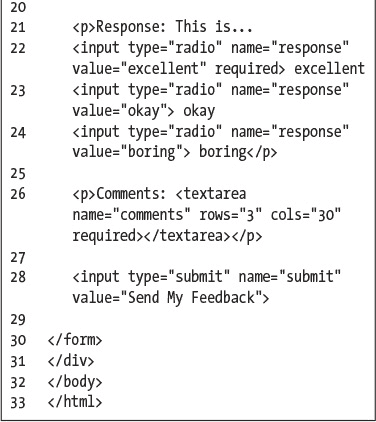 20
21 <p>Response: This is...
22 <input type="radio" name="response"
value="excellent" required> excellent
23 <input type="radio" name="response"
value="okay"> okay
24 <input type="radio" name="response"
value="boring"> boring</p>
25
26 <p>Comments: <textarea
name="comments" rows="3" cols="30"
required></textarea></p>
27
28 <input type="submit" name="submit"
value="Send My Feedback">
29
30 </form>
31 </div>
32 </body>
33 </html>